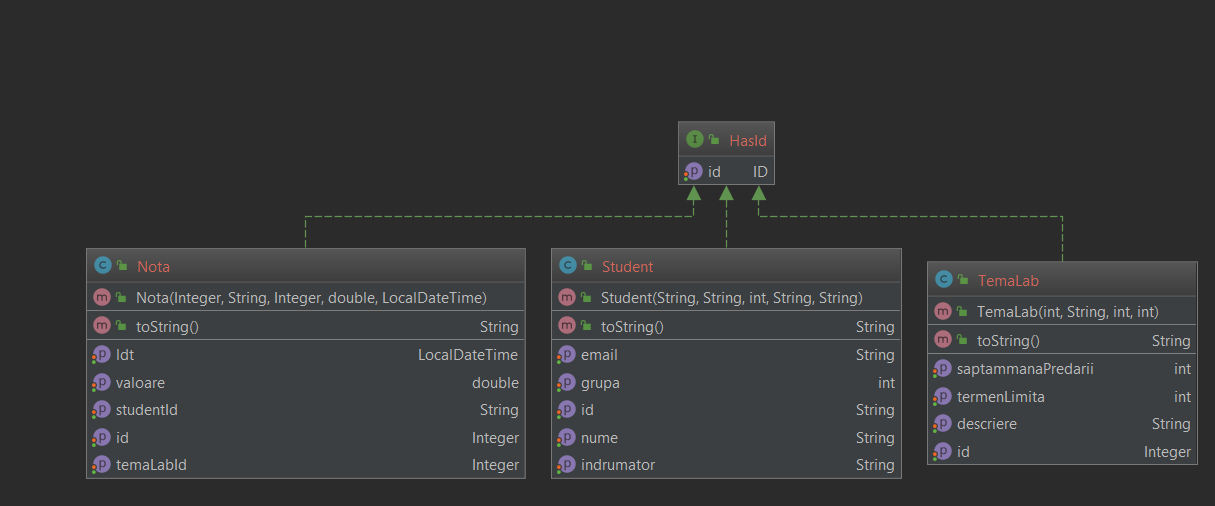 HasId
id ID
Nota
Nota(Integer, String, Integer, double, LocalDateTime)
toString() String
ldt LocalDateTime
valoare double
studentId String
id Integer
temaLabId Integer
Student
Student(String, String, int, String, String)
toString() String
email String
grupa int
id String
nume String
indrumator String
TemaLab
TemaLab(int, String, int, int)
toString() String
saptammanaPredarii int
termenLimita int
descriere String
id Integer